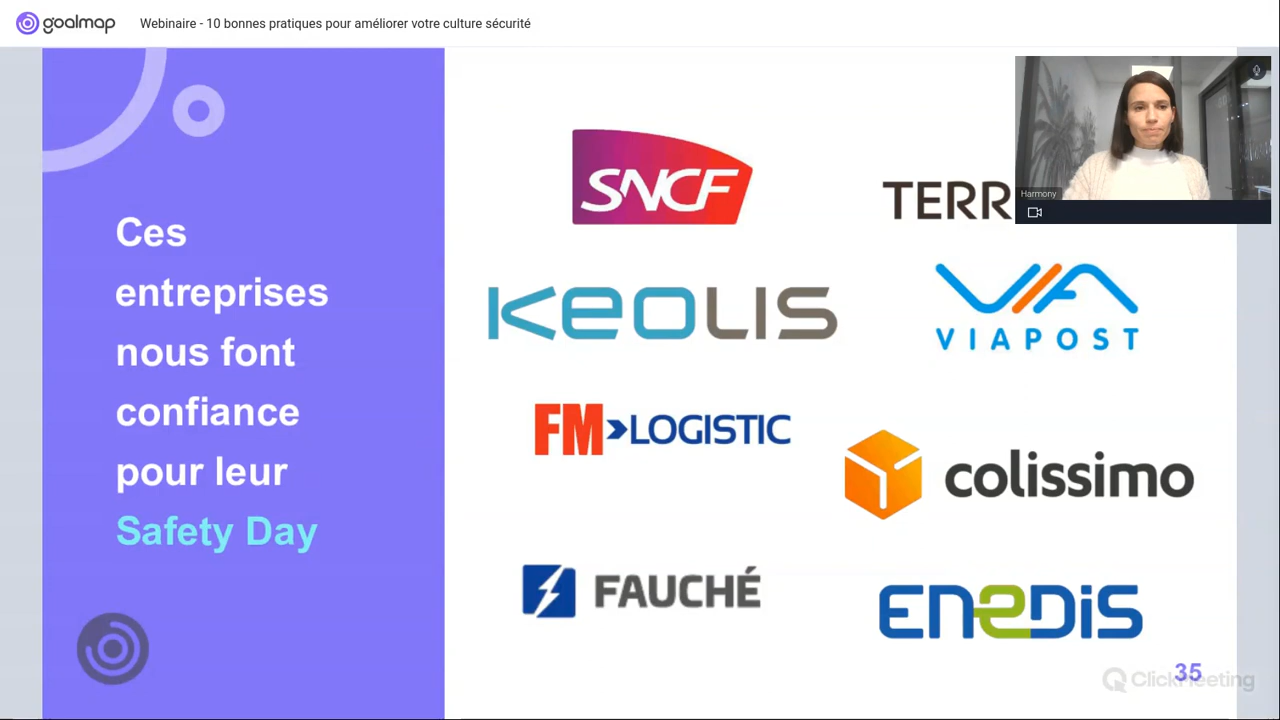 goalmap
Webinaire - 10 bonnes pratiques pour améliorer votre culture sécurité
Ces
entreprises
nous font
confiance
pour leur
Safety Day
SNCF
TERR
Harmony
KEOLIS
VIAPOST
FM LOGISTIC
colissimo
FAUCHÉ
ENEDIS
35
ClickMeeting